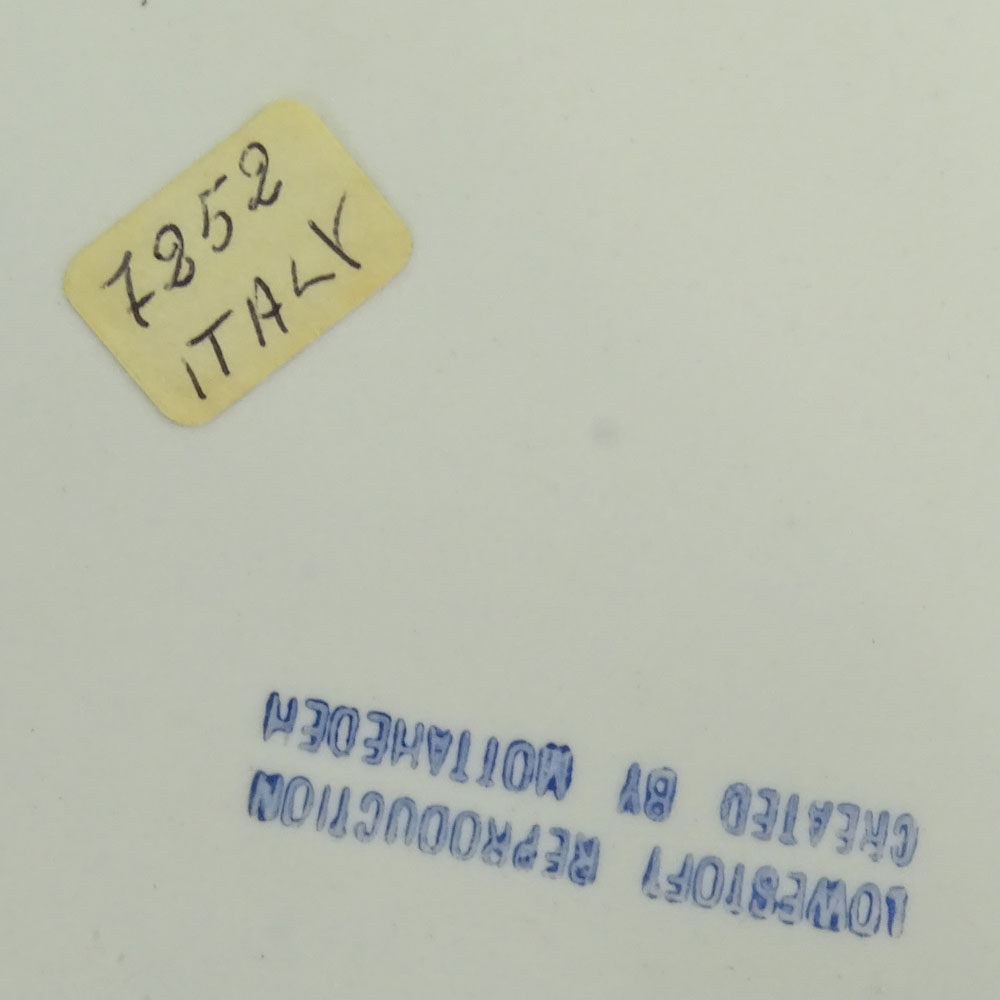 7852
ITALY
LOWESTOFT REPRODUCTION
CREATED BY MOTTAHEDEH